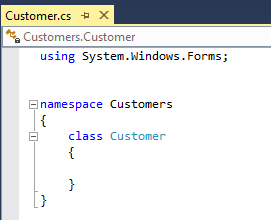 Customer.cs
Customers.Customer
using System.Windows.Forms;
namespace Customers
{
class Customer
{
}
}